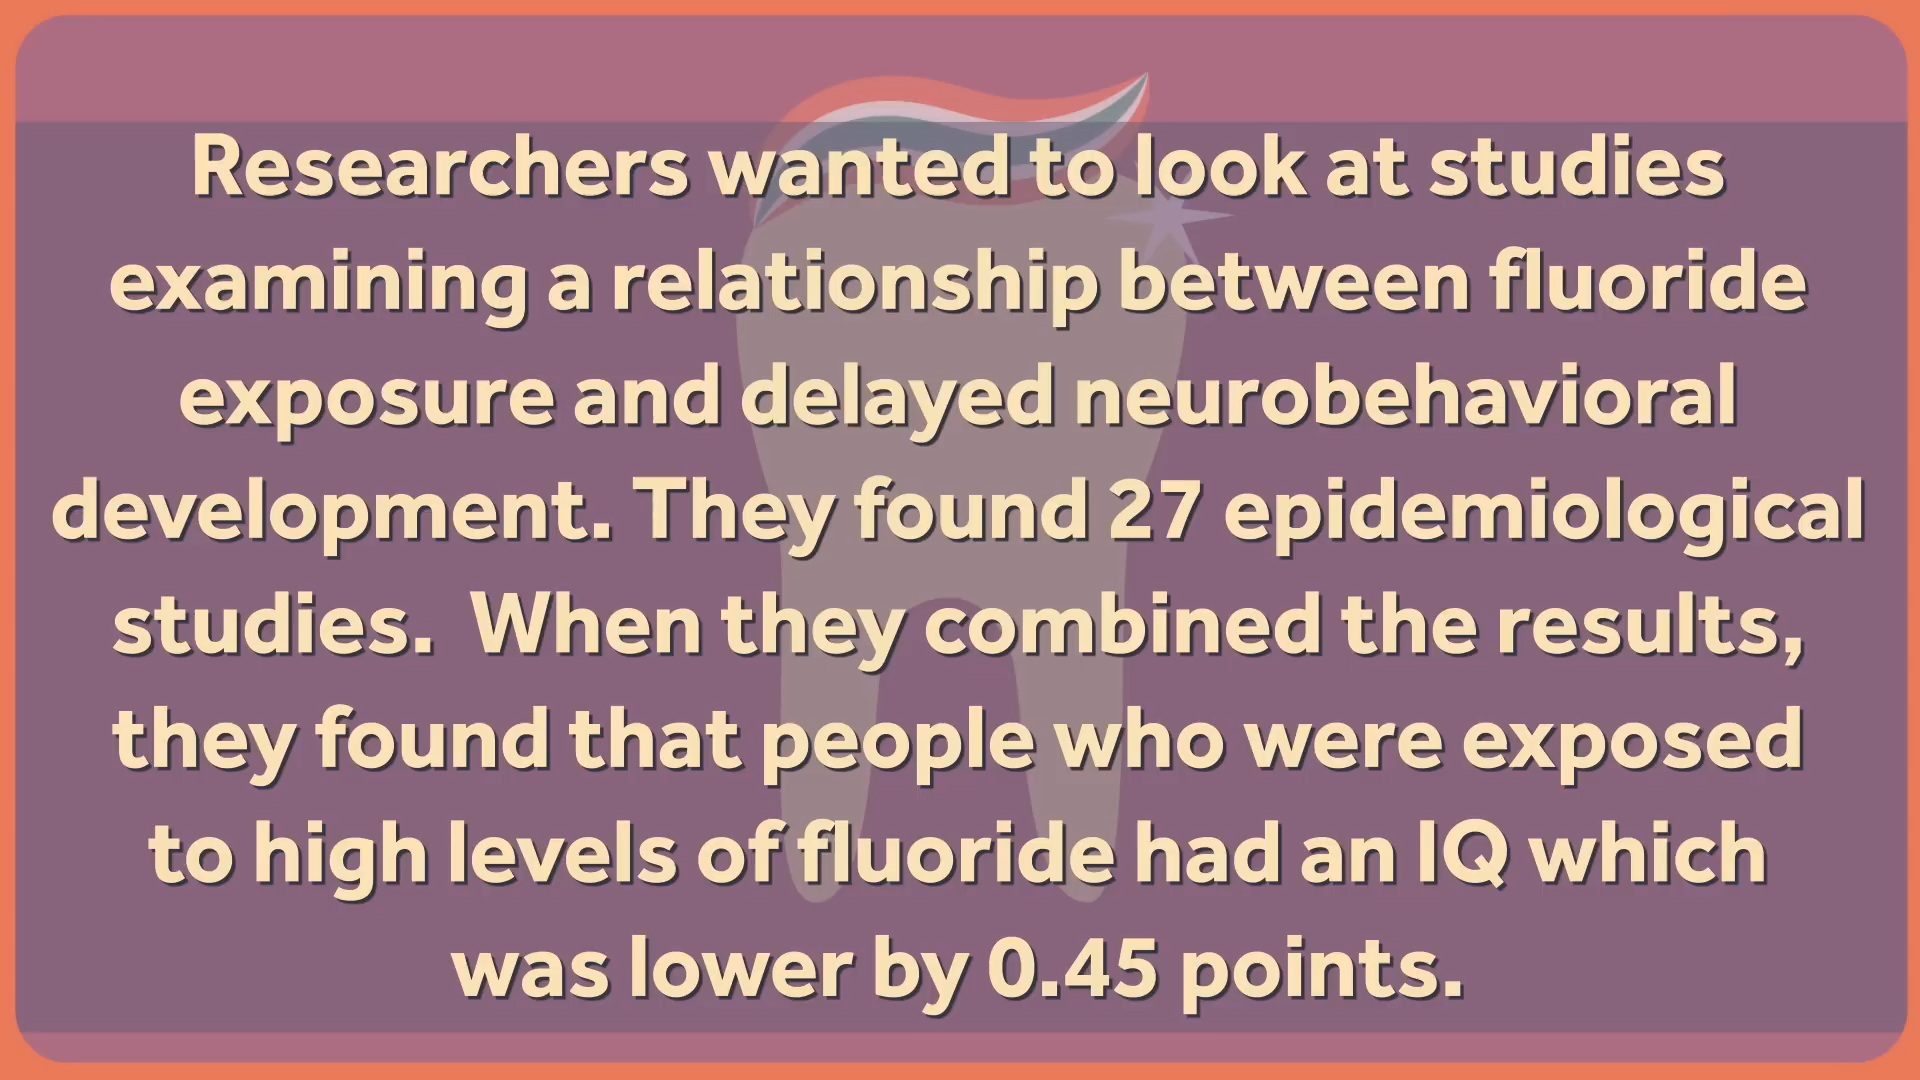 Researchers wanted to look at studies
examining a relationship between fluoride
exposure and delayed neurobehavioral
development. They found 27 epidemiological
studies. When they combined the results,
they found that people who were exposed
to high levels of fluoride had an IQ which
was lower by 0.45 points.